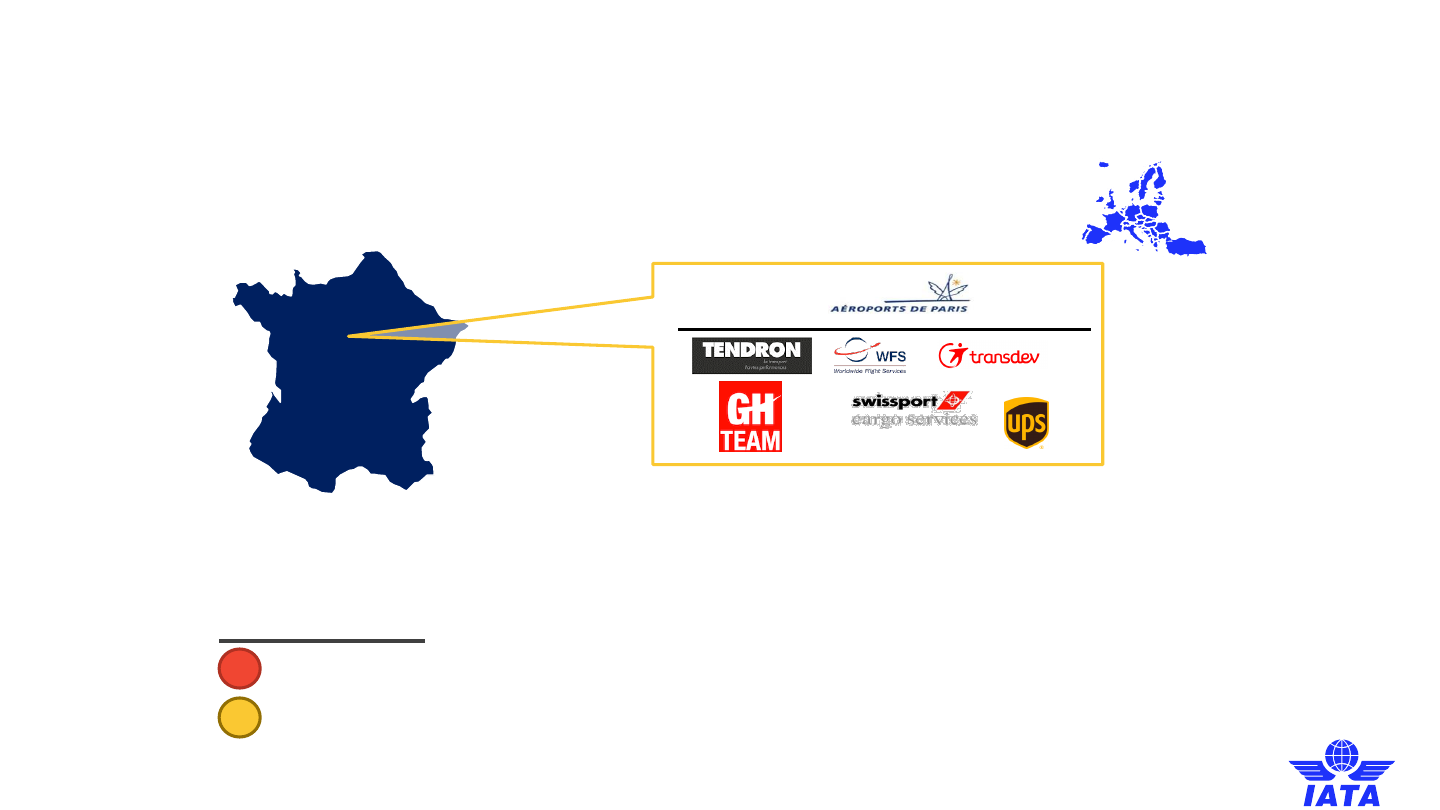 AÉROPORTS DE PARIS
TENDRON
WFS
transdev
Worldwide Flight Services
GH
TEAM
swissport
cargo services
ups
IATA